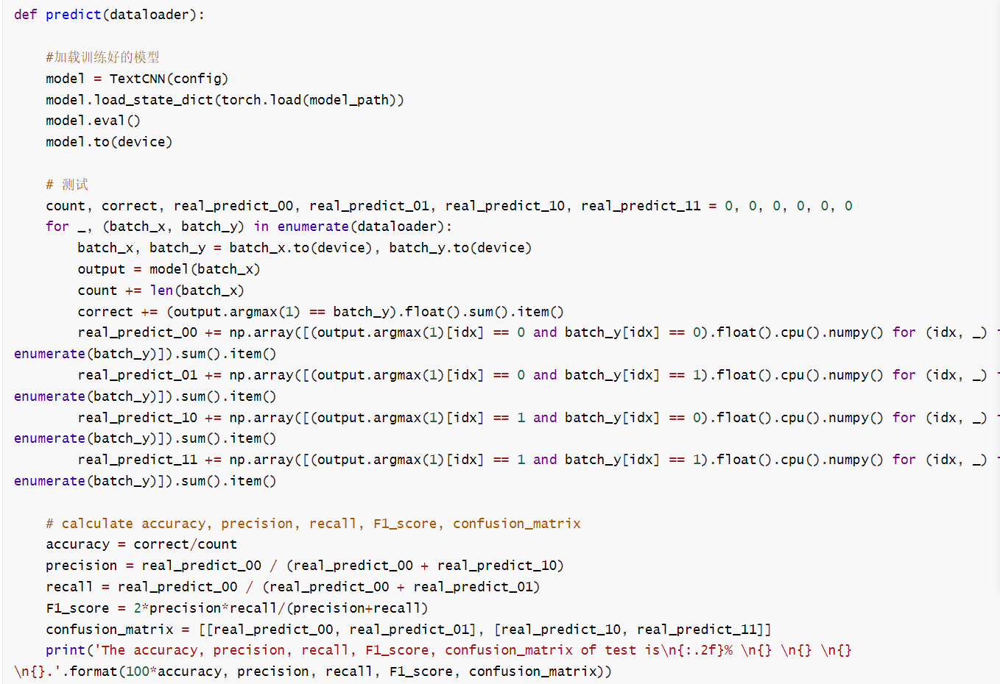 def predict(dataloader):
#加载训练好的模型
model = TextCNN(config)
model.load_state_dict(torch.load(model_path))
model.eval()
model.to(device)
# 测试
count, correct, real_predict_00, real_predict_01, real_predict_10, real_predict_11 = 0, 0, 0, 0, 0, 0
for _, (batch_x, batch_y) in enumerate(dataloader):
batch_x, batch_y = batch_x.to(device), batch_y.to(device)
output = model(batch_x)
count += len(batch_x)
correct += (output.argmax(1) == batch_y).float().sum().item()
real_predict_00 += np.array([(output.argmax(1)[idx] == 0 and batch_y[idx] == 0).float().cpu().numpy() for (idx, _)
enumerate(batch_y)]).sum().item()
real_predict_01 += np.array([(output.argmax(1)[idx] == 0 and batch_y[idx] == 1).float().cpu().numpy() for (idx, _)
enumerate(batch_y)]).sum().item()
real_predict_10 += np.array([(output.argmax(1)[idx] == 1 and batch_y[idx] == 0).float().cpu().numpy() for (idx, _)
enumerate(batch_y)]).sum().item()
real_predict_11 += np.array([(output.argmax(1)[idx] == 1 and batch_y[idx] == 1).float().cpu().numpy() for (idx, _)
enumerate(batch_y)]).sum().item()
# calculate accuracy, precision, recall, F1_score, confusion_matrix
accuracy = correct/count
precision = real_predict_00 / (real_predict_00 + real_predict_10)
recall = real_predict_00 / (real_predict_00 + real_predict_01)
F1_score = 2*precision*recall/(precision+recall)
confusion_matrix = [[real_predict_00, real_predict_01], [real_predict_10, real_predict_11]]
print('The accuracy, precision, recall, F1_score, confusion_matrix of test is\n{:.2f}% \n{} \n{} \n{}
\n{}.'.format(100*accuracy, precision, recall, F1_score, confusion_matrix))